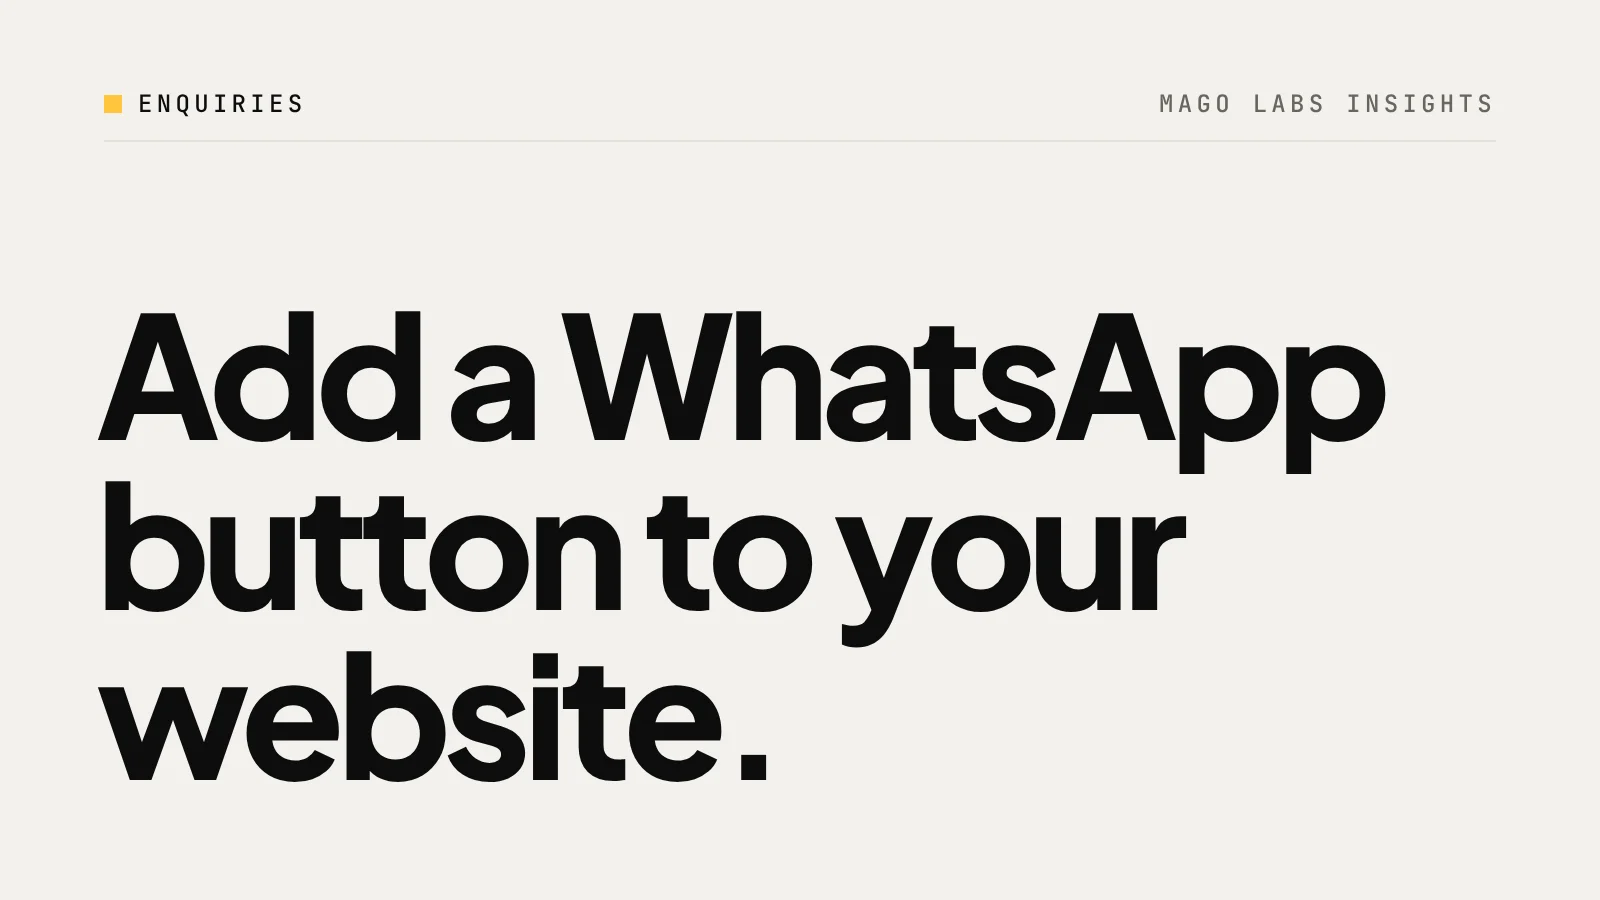 ENQUIRIES
MAGO LABS INSIGHTS
Add a WhatsApp
button to your
website.